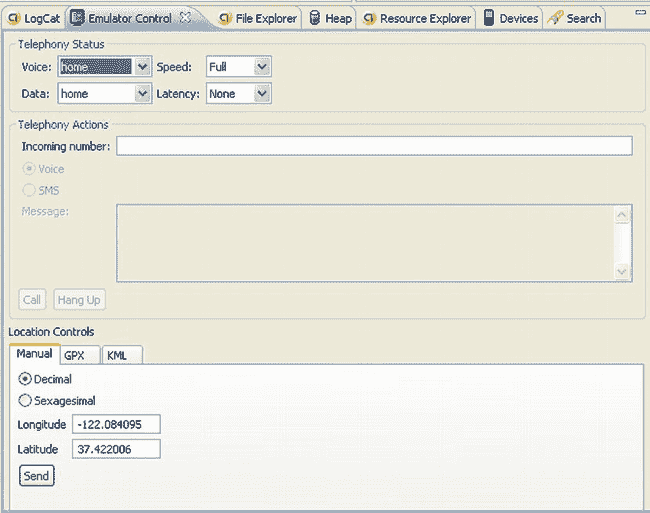 LogCat Emulator Control File Explorer Heap Resource Explorer Devices Search
Telephony Status
Voice: home Speed: Full
Data: home Latency: None
Telephony Actions
Incoming number:
Voice
SMS
Message:
Call Hang Up
Location Controls
Manual GPX KML
Decimal
Sexagesimal
Longitude -122.084095
Latitude 37.422006
Send